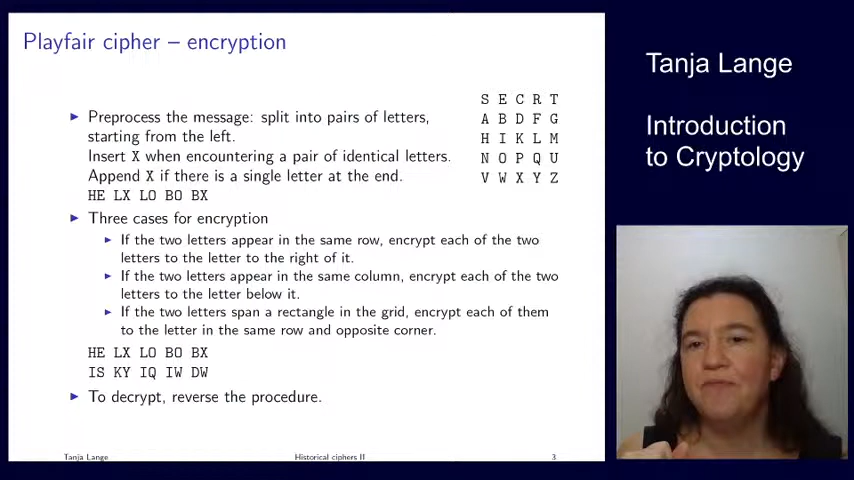 Playfair cipher – encryption
▶ Preprocess the message: split into pairs of letters,
starting from the left.
Insert X when encountering a pair of identical letters.
Append X if there is a single letter at the end.
HE LX LO BO BX
S E C R T
A B D F G
H I K L M
N O P Q U
V W X Y Z
▶ Three cases for encryption
▶ If the two letters appear in the same row, encrypt each of the two
letters to the letter to the right of it.
▶ If the two letters appear in the same column, encrypt each of the two
letters to the letter below it.
▶ If the two letters span a rectangle in the grid, encrypt each of them
to the letter in the same row and opposite corner.
HE LX LO BO BX
IS KY IQ IW DW
▶ To decrypt, reverse the procedure.
Tanja Lange
Historical ciphers II
3
Tanja Lange
Introduction
to Cryptology